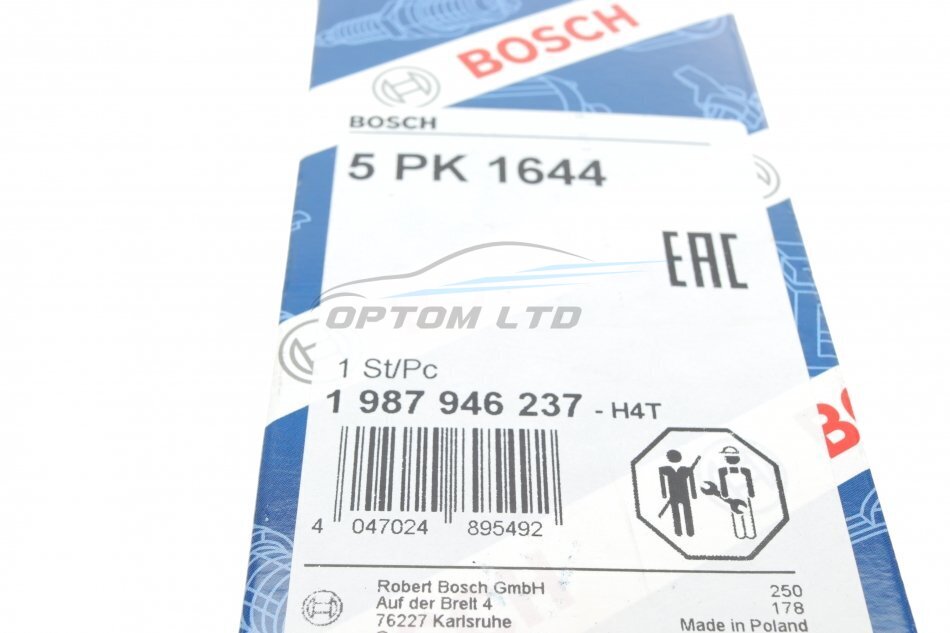 BOSCH
BOSCH
5 PK 1644
EAC
OPTOM LTD
1 St/Pc
1 987 946 237 - H4T
4 047024 895492
Robert Bosch GmbH
Auf der Breit 4
76227 Karlsruhe
250
178
Made in Poland